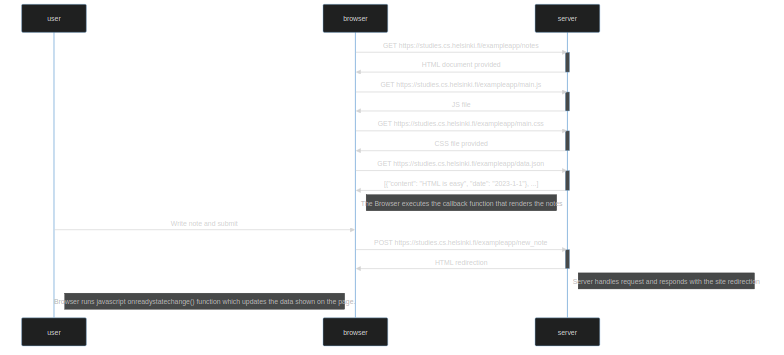 user browser server
GET https://studies.cs.helsinki.fi/exampleapp/notes
HTML document provided
GET https://studies.cs.helsinki.fi/exampleapp/main.js
JS file
GET https://studies.cs.helsinki.fi/exampleapp/main.css
CSS file provided
GET https://studies.cs.helsinki.fi/exampleapp/data.json
[{"content": "HTML is easy", "date": "2023-1-1"}, ...]
The Browser executes the callback function that renders the notes
Write note and submit
POST https://studies.cs.helsinki.fi/exampleapp/new_note
HTML redirection
Server handles request and responds with the site redirection
Browser runs javascript onreadystatechange() function which updates the data shown on the page.
user browser server